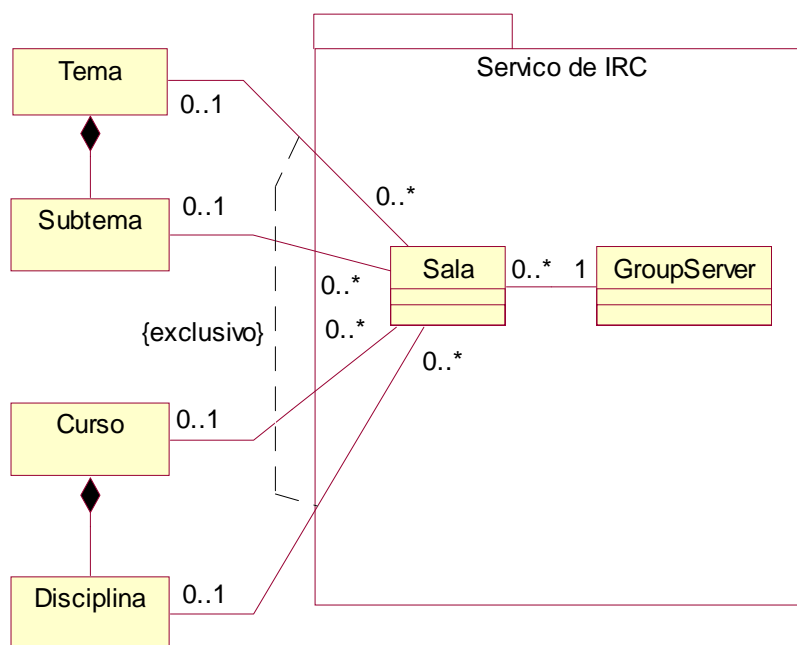 Tema
Servico de IRC
0..1
0..*
Subtema
0..1
Sala
0..*
1
GroupServer
0..*
{exclusivo}
0..*
0..*
Curso
0..1
Disciplina
0..1